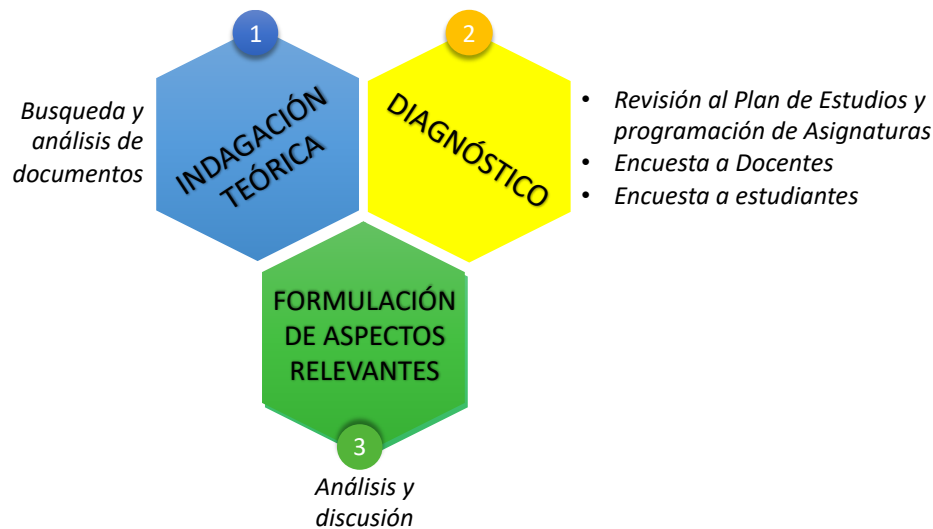 1
INDAGACIÓN
TEÓRICA
Busqueda y
análisis de
documentos
2
DIAGNÓSTICO
• Revisión al Plan de Estudios y
programación de Asignaturas
• Encuesta a Docentes
• Encuesta a estudiantes
FORMULACIÓN
DE ASPECTOS
RELEVANTES
3
Análisis y
discusión